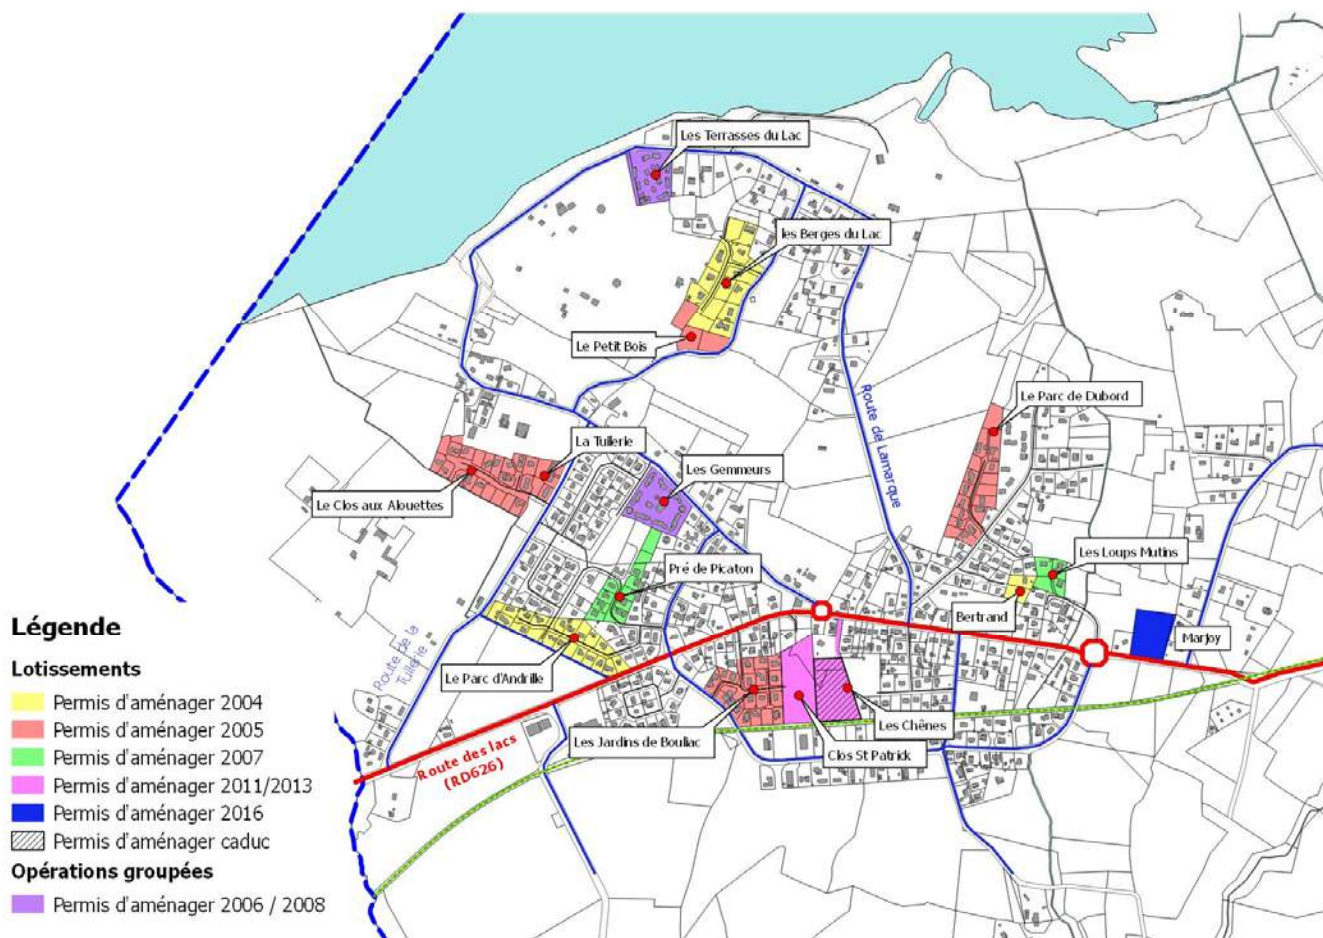 Les Terrasses du Lac
les Berges du Lac
Le Petit Bois
Le Parc de Dubord
Route de Lamarque
La Tuilerie
Les Gemmeurs
Le Clos aux Alouettes
Les Loups Mutins
Pré de Picaton
Bertrand
Marjoy
Route de la
Tuilerie
Le Parc d'Andrille
Les Chênes
Les Jardins de Bouliac
Clos St Patrick
Route des lacs
(RD626)
Légende
Lotissements
Permis d'aménager 2004
Permis d'aménager 2005
Permis d'aménager 2007
Permis d'aménager 2011/2013
Permis d'aménager 2016
Permis d'aménager caduc
Opérations groupées
Permis d'aménager 2006 / 2008